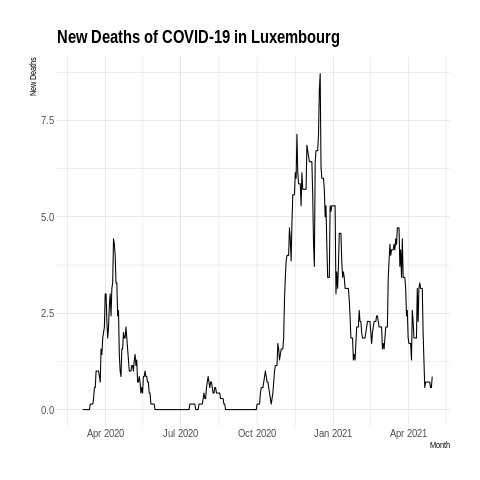 New Deaths of COVID-19 in Luxembourg
New Deaths
7.5
5.0
2.5
0.0
Apr 2020 Jul 2020 Oct 2020 Jan 2021 Apr 2021
Month